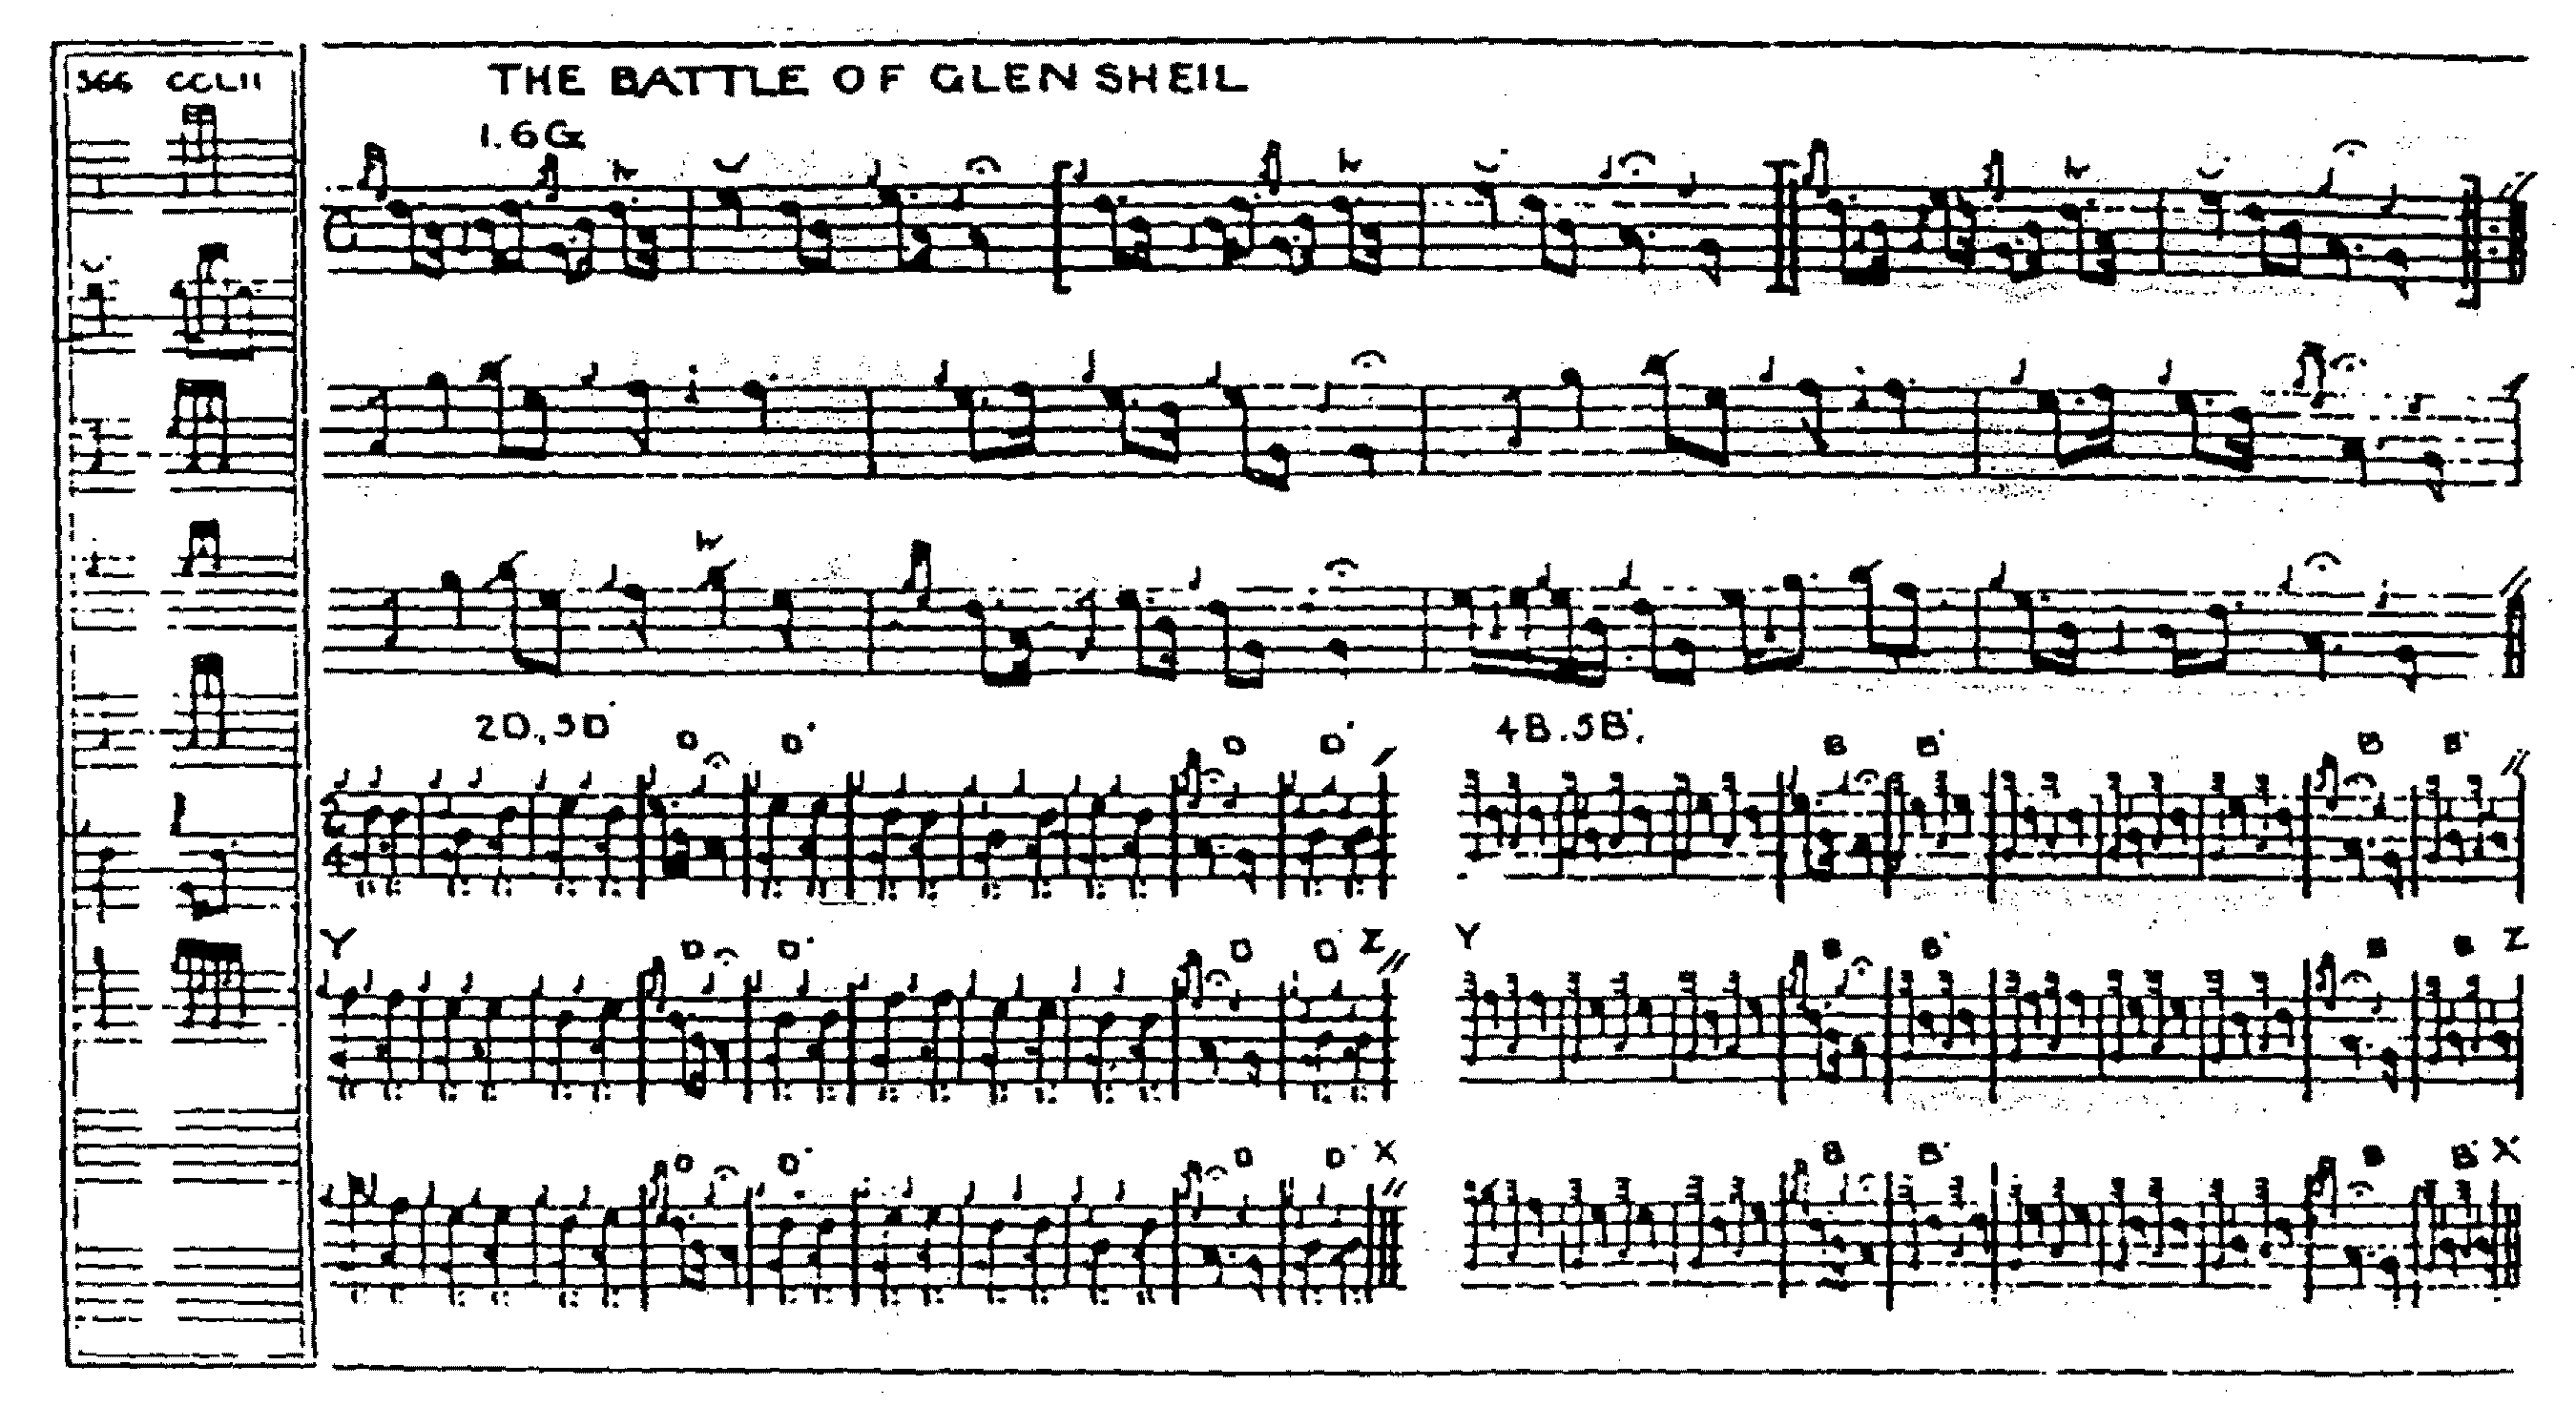 366 CCLII
THE BATTLE OF GLEN SHEIL
1.6G
2D.,3D
D D D D
4B.5B.
B B B B
Y D D D D Z
Y B B B B Z
D D D D X
B B B B X